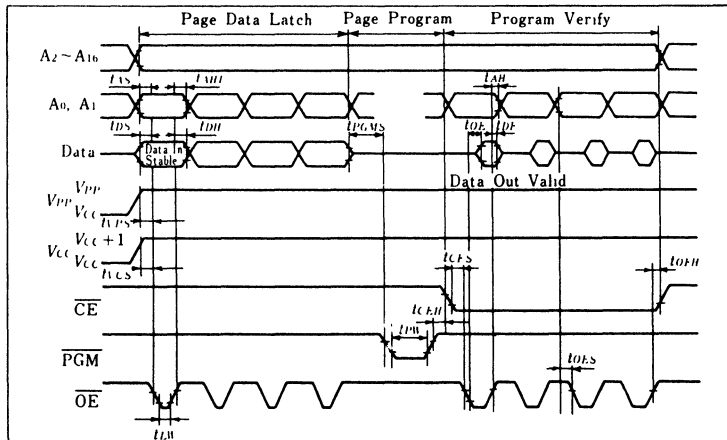 Page Data Latch Page Program Program Verify
A2 ~ A16
tAS tAHI tAH
A0, A1
tDS tDH tPGMS tOE tDF
Data Data In Stable
Data Out Valid
VPP VPP
VCC
tVPS
VCC VCC + 1
VCC
tVCS tCES tOEH
CE
tCEH
tPW
PGM
tOES
OE
tLW